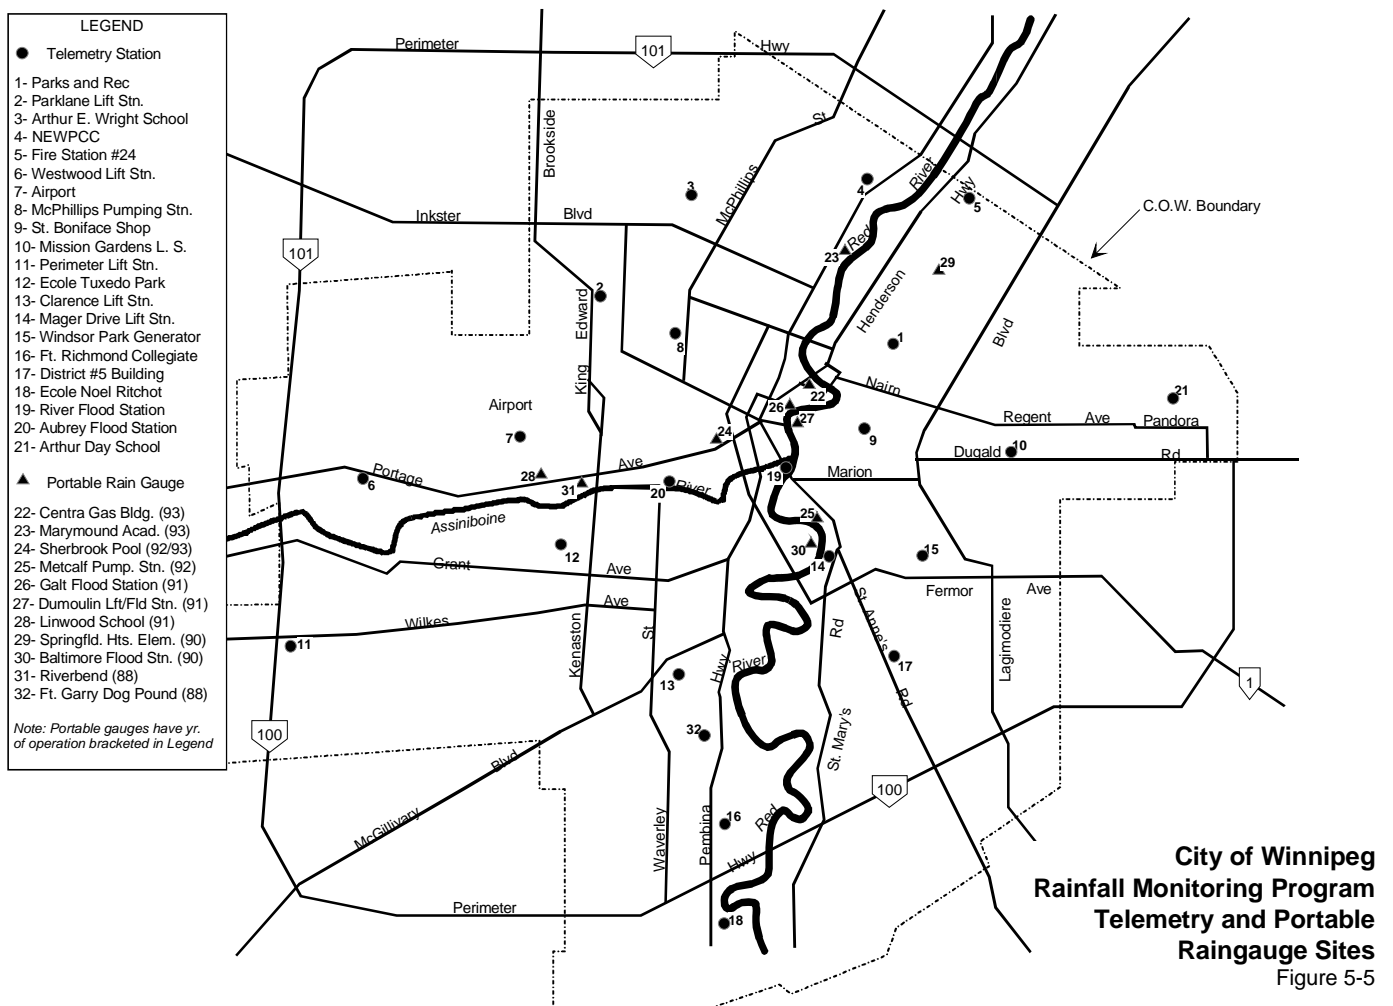 LEGEND
Telemetry Station
1- Parks and Rec
2- Parklane Lift Stn.
3- Arthur E. Wright School
4- NEWPCC
5- Fire Station #24
6- Westwood Lift Stn.
7- Airport
8- McPhillips Pumping Stn.
9- St. Boniface Shop
10- Mission Gardens L. S.
11- Perimeter Lift Stn.
12- Ecole Tuxedo Park
13- Clarence Lift Stn.
14- Mager Drive Lift Stn.
15- Windsor Park Generator
16- Ft. Richmond Collegiate
17- District #5 Building
18- Ecole Noel Ritchot
19- River Flood Station
20- Aubrey Flood Station
21- Arthur Day School
Portable Rain Gauge
22- Centra Gas Bldg. (93)
23- Marymound Acad. (93)
24- Sherbrook Pool (92/93)
25- Metcalf Pump. Stn. (92)
26- Galt Flood Station (91)
27- Dumoulin Lft/Fld Stn. (91)
28- Linwood School (91)
29- Springfld. Hts. Elem. (90)
30- Baltimore Flood Stn. (90)
31- Riverbend (88)
32- Ft. Garry Dog Pound (88)
Note: Portable gauges have yr.
of operation bracketed in Legend
Perimeter
101
Hwy
Brookside
St
McPhillips
3
4
River
Hwy
5
C.O.W. Boundary
Inkster
Blvd
101
Red
23
29
2
Edward
Henderson
8
1
Blvd
King
Nairn
22
21
Airport
26
27
Regent
Ave
Pandora
7
24
9
10
Dugald
Rd
Portage
Ave
28
6
31
20
River
19
Marion
Assiniboine
25
12
30
14
15
Grant
Ave
Fermor
Ave
Wilkes
Ave
St
St. Anne's
Rd
11
Kenaston
Hwy
River
17
Lagimodiere
13
1
Rd
32
100
St. Mary's
Blvd
100
McGillivary
Waverley
Pembina
16
Red
Hwy
Perimeter
18
City of Winnipeg
Rainfall Monitoring Program
Telemetry and Portable
Raingauge Sites
Figure 5-5